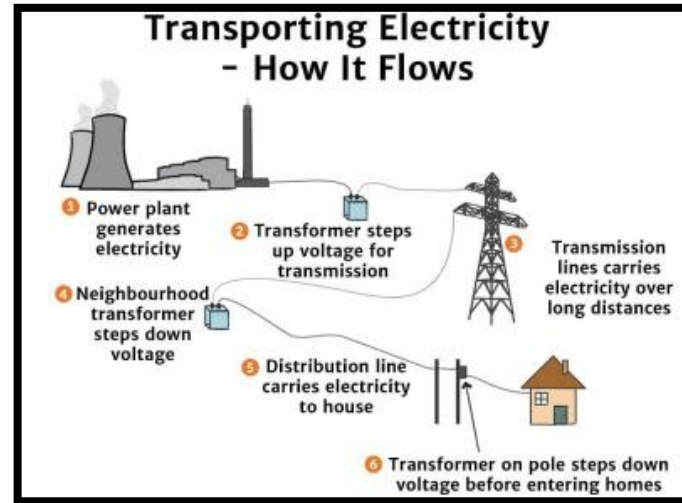 Transporting Electricity
- How It Flows
1 Power plant
generates
electricity
2 Transformer steps
up voltage for
transmission
3 Transmission
lines carries
electricity over
long distances
4 Neighbourhood
transformer
steps down
voltage
5 Distribution line
carries electricity
to house
6 Transformer on pole steps down
voltage before entering homes